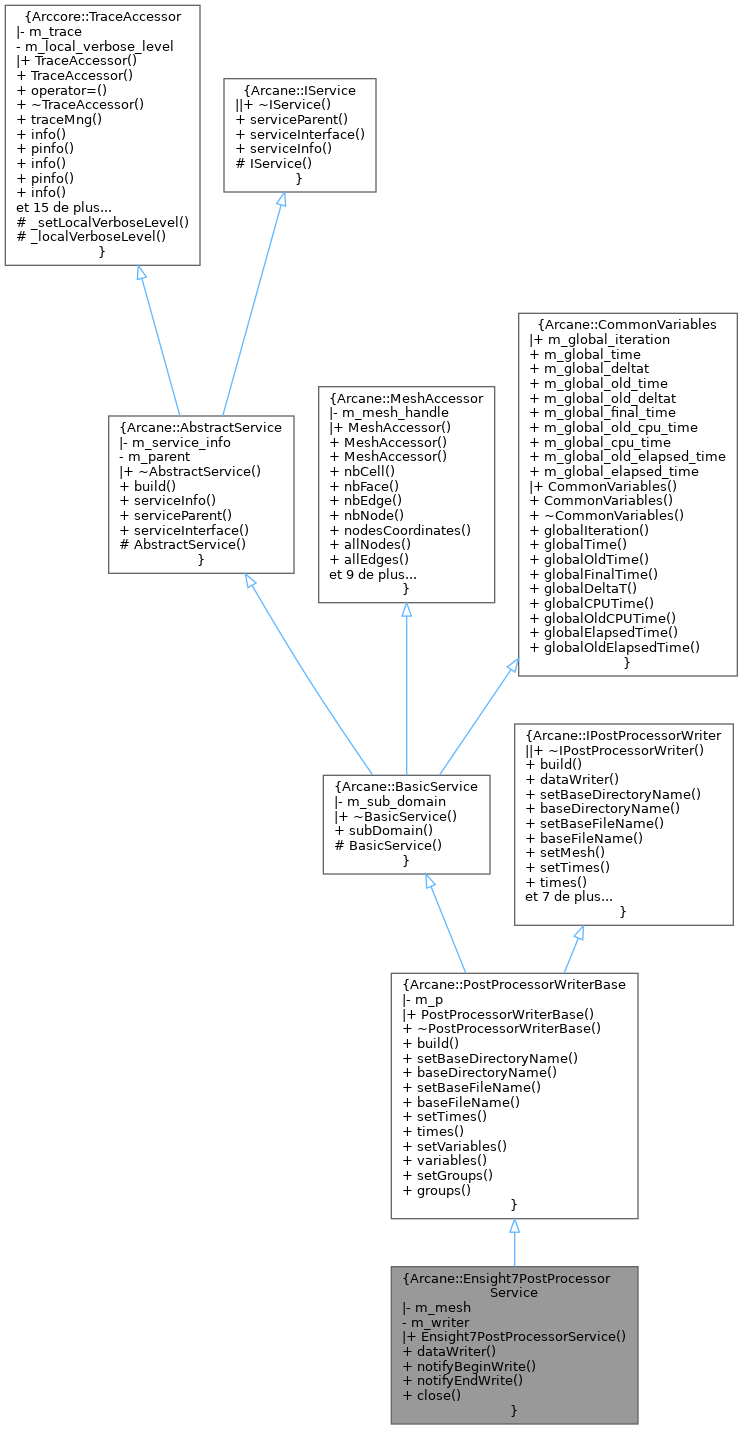 {Arccore::TraceAccessor
|- m_trace
- m_local_verbose_level
|+ TraceAccessor()
+ TraceAccessor()
+ operator=()
+ ~TraceAccessor()
+ traceMng()
+ info()
+ pinfo()
+ info()
+ pinfo()
+ info()
et 15 de plus...
# _setLocalVerboseLevel()
# _localVerboseLevel()
}
{Arcane::IService
||+ ~IService()
+ serviceParent()
+ serviceInterface()
+ serviceInfo()
# IService()
}
{Arcane::CommonVariables
|+ m_global_iteration
+ m_global_time
+ m_global_deltat
+ m_global_old_time
+ m_global_old_deltat
+ m_global_final_time
+ m_global_old_cpu_time
+ m_global_cpu_time
+ m_global_old_elapsed_time
+ m_global_elapsed_time
|+ CommonVariables()
+ CommonVariables()
+ ~CommonVariables()
+ globalIteration()
+ globalTime()
+ globalOldTime()
+ globalFinalTime()
+ globalDeltaT()
+ globalCPUTime()
+ globalOldCPUTime()
+ globalElapsedTime()
+ globalOldElapsedTime()
}
{Arcane::MeshAccessor
|- m_mesh_handle
|+ MeshAccessor()
+ MeshAccessor()
+ MeshAccessor()
+ nbCell()
+ nbFace()
+ nbEdge()
+ nbNode()
+ nodesCoordinates()
+ allNodes()
+ allEdges()
et 9 de plus...
}
{Arcane::AbstractService
|- m_service_info
- m_parent
|+ ~AbstractService()
+ build()
+ serviceInfo()
+ serviceParent()
+ serviceInterface()
# AbstractService()
}
{Arcane::IPostProcessorWriter
||+ ~IPostProcessorWriter()
+ build()
+ dataWriter()
+ setBaseDirectoryName()
+ baseDirectoryName()
+ setBaseFileName()
+ baseFileName()
+ setMesh()
+ setTimes()
+ times()
et 7 de plus...
}
{Arcane::BasicService
|- m_sub_domain
|+ ~BasicService()
+ subDomain()
# BasicService()
}
{Arcane::PostProcessorWriterBase
|- m_p
|+ PostProcessorWriterBase()
+ ~PostProcessorWriterBase()
+ build()
+ setBaseDirectoryName()
+ baseDirectoryName()
+ setBaseFileName()
+ baseFileName()
+ setTimes()
+ times()
+ setVariables()
+ variables()
+ setGroups()
+ groups()
}
{Arcane::Ensight7PostProcessor
Service
|- m_mesh
- m_writer
|+ Ensight7PostProcessorService()
+ dataWriter()
+ notifyBeginWrite()
+ notifyEndWrite()
+ close()
}